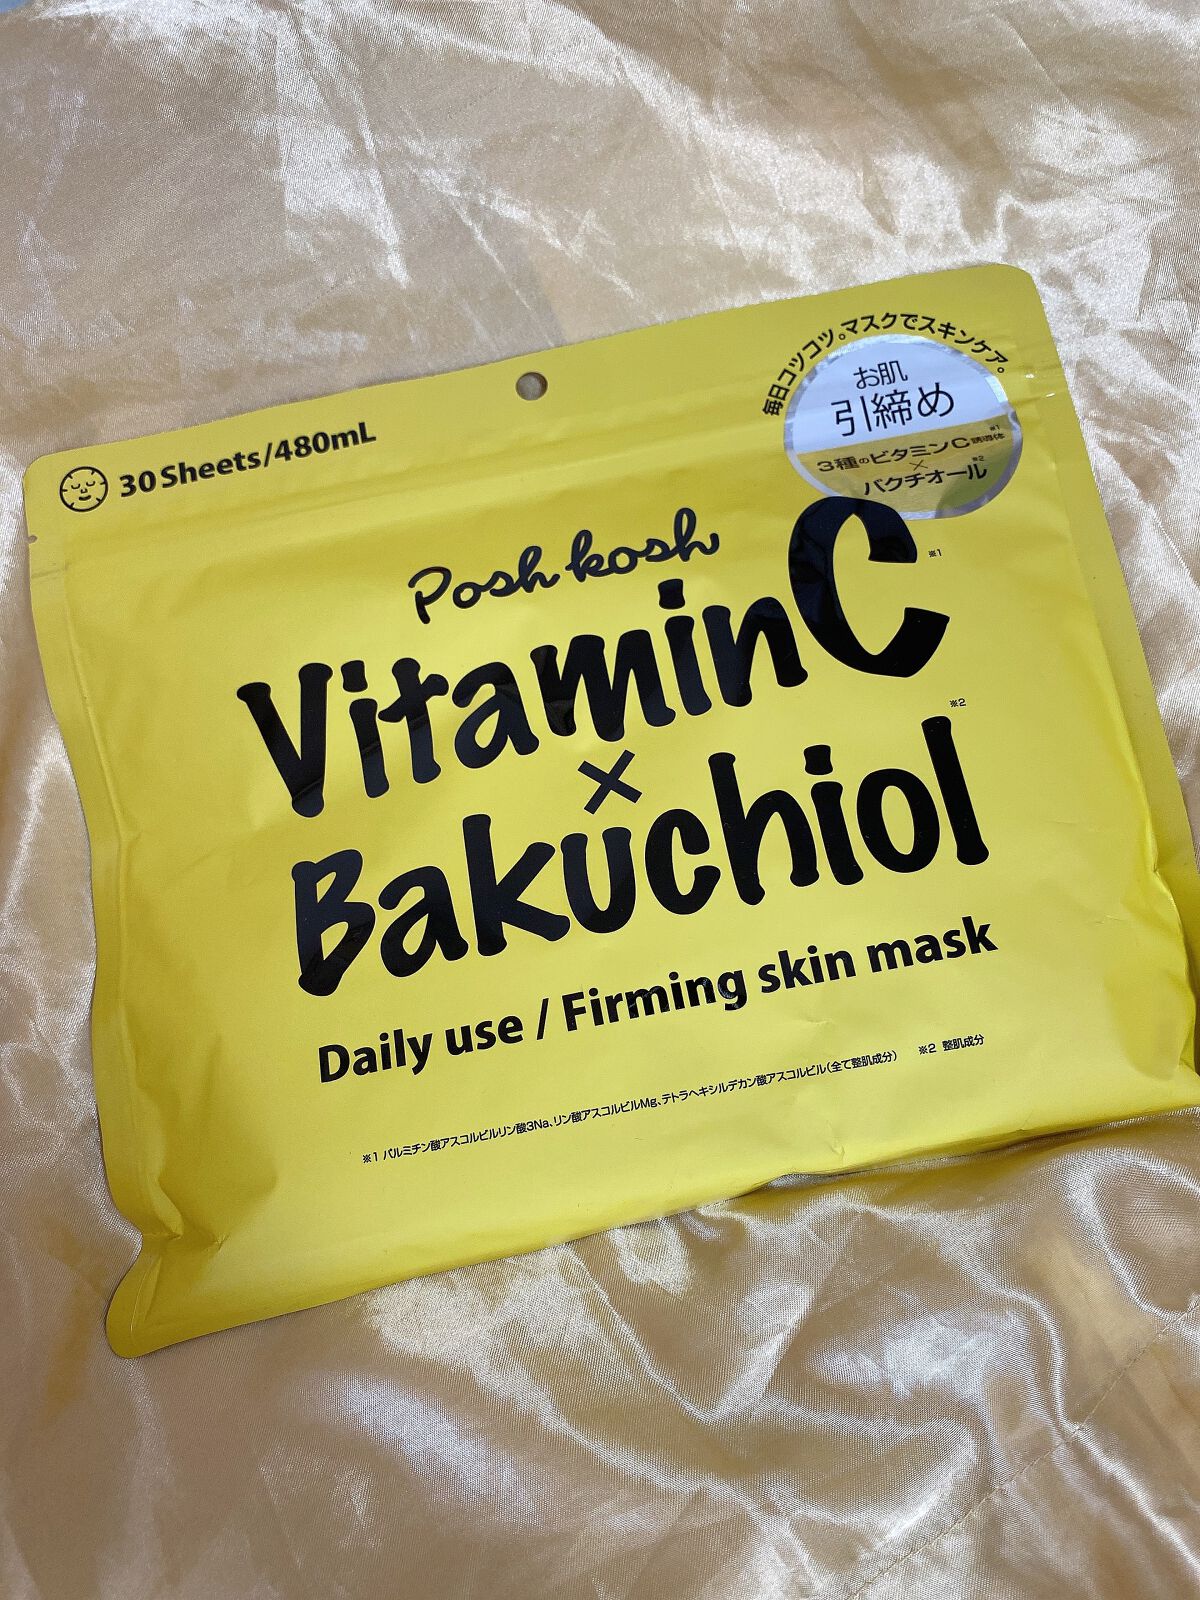 30 Sheets/480mL
毎日コツコツ。マスクでスキンケア。
お肌
引締め
3種のビタミンC誘導体※1
×
バクチオール※2
Posh kosh
VitaminC※1
×
Bakuchiol※2
Daily use / Firming skin mask
※1 パルミチン酸アスコルビルリン酸3Na、リン酸アスコルビルMg、テトラヘキシルデカン酸アスコルビル(全て整肌成分) ※2 整肌成分